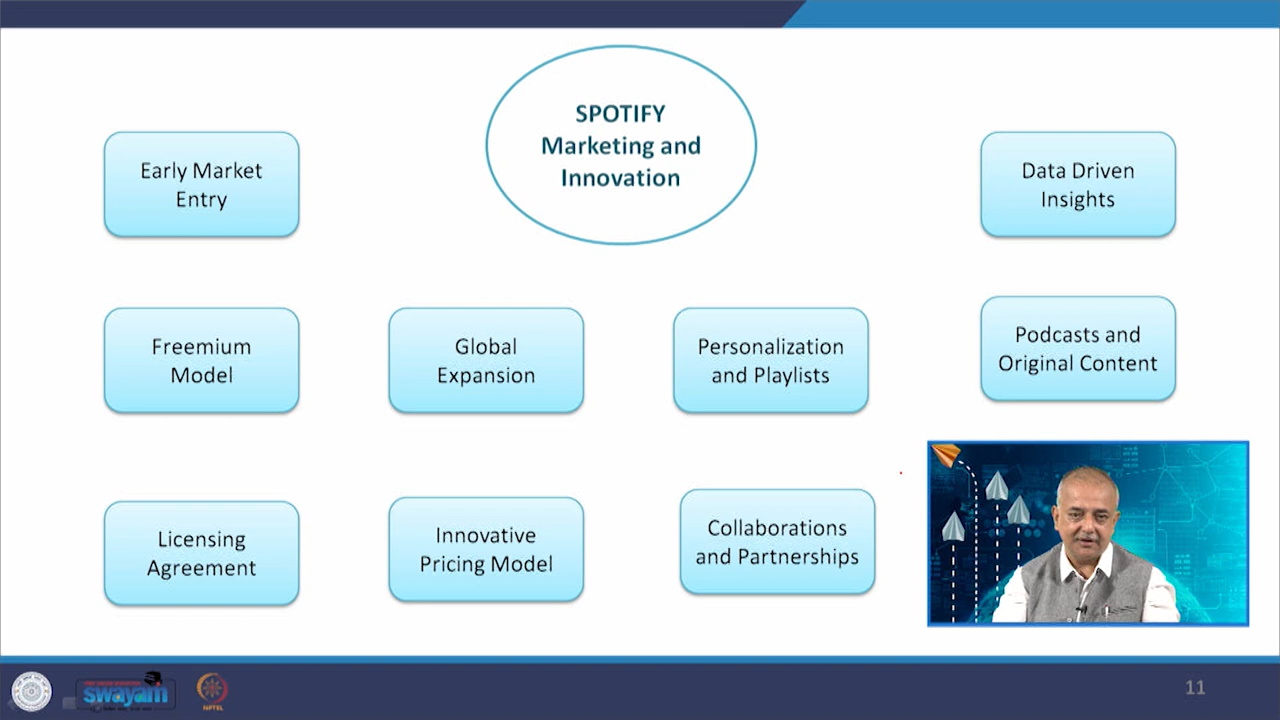 SPOTIFY
Marketing and
Innovation
Early Market
Entry
Data Driven
Insights
Freemium
Model
Global
Expansion
Personalization
and Playlists
Podcasts and
Original Content
Licensing
Agreement
Innovative
Pricing Model
Collaborations
and Partnerships
swayam
NPTEL
11